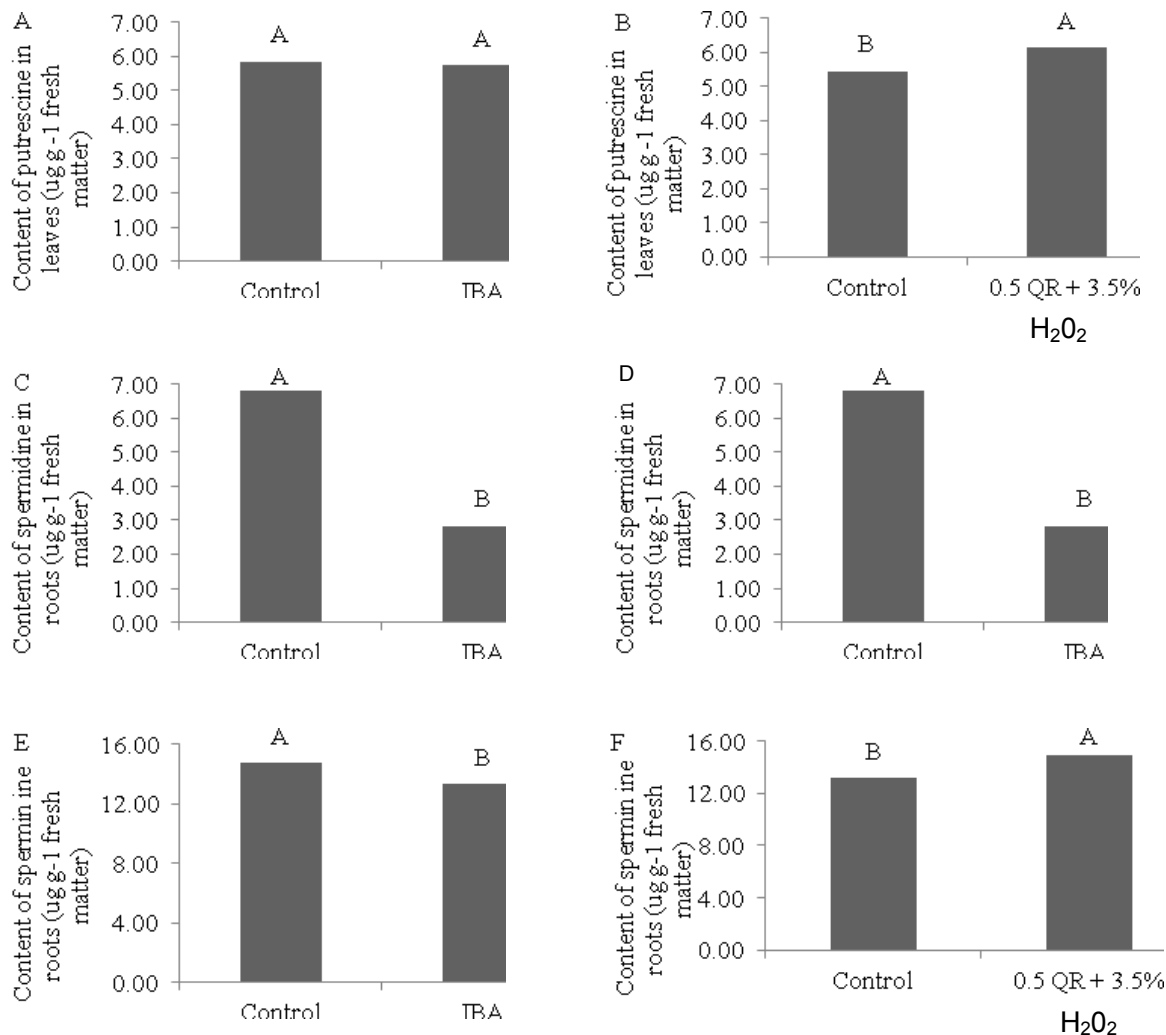 A
Content of putrescine in
leaves (ug g-1 fresh
matter)
7.00
6.00
5.00
4.00
3.00
2.00
1.00
0.00
A
A
Control
IBA
B
Content of putrescine in
leaves (ug g-1 fresh
matter)
7.00
6.00
5.00
4.00
3.00
2.00
1.00
0.00
B
A
Control
0.5 QR + 3.5%
H₂0₂
C
Content of spermidine in
roots (ug g-1 fresh
matter)
7.00
6.00
5.00
4.00
3.00
2.00
1.00
0.00
A
B
Control
IBA
D
Content of spermidine in
roots (ug g-1 fresh
matter)
7.00
6.00
5.00
4.00
3.00
2.00
1.00
0.00
A
B
Control
IBA
E
Content of spermin ine
roots (ug g-1 fresh
matter)
16.00
12.00
8.00
4.00
0.00
A
B
Control
IBA
F
Content of spermin ine
roots (ug g-1 fresh
matter)
16.00
12.00
8.00
4.00
0.00
B
A
Control
0.5 QR + 3.5%
H₂0₂